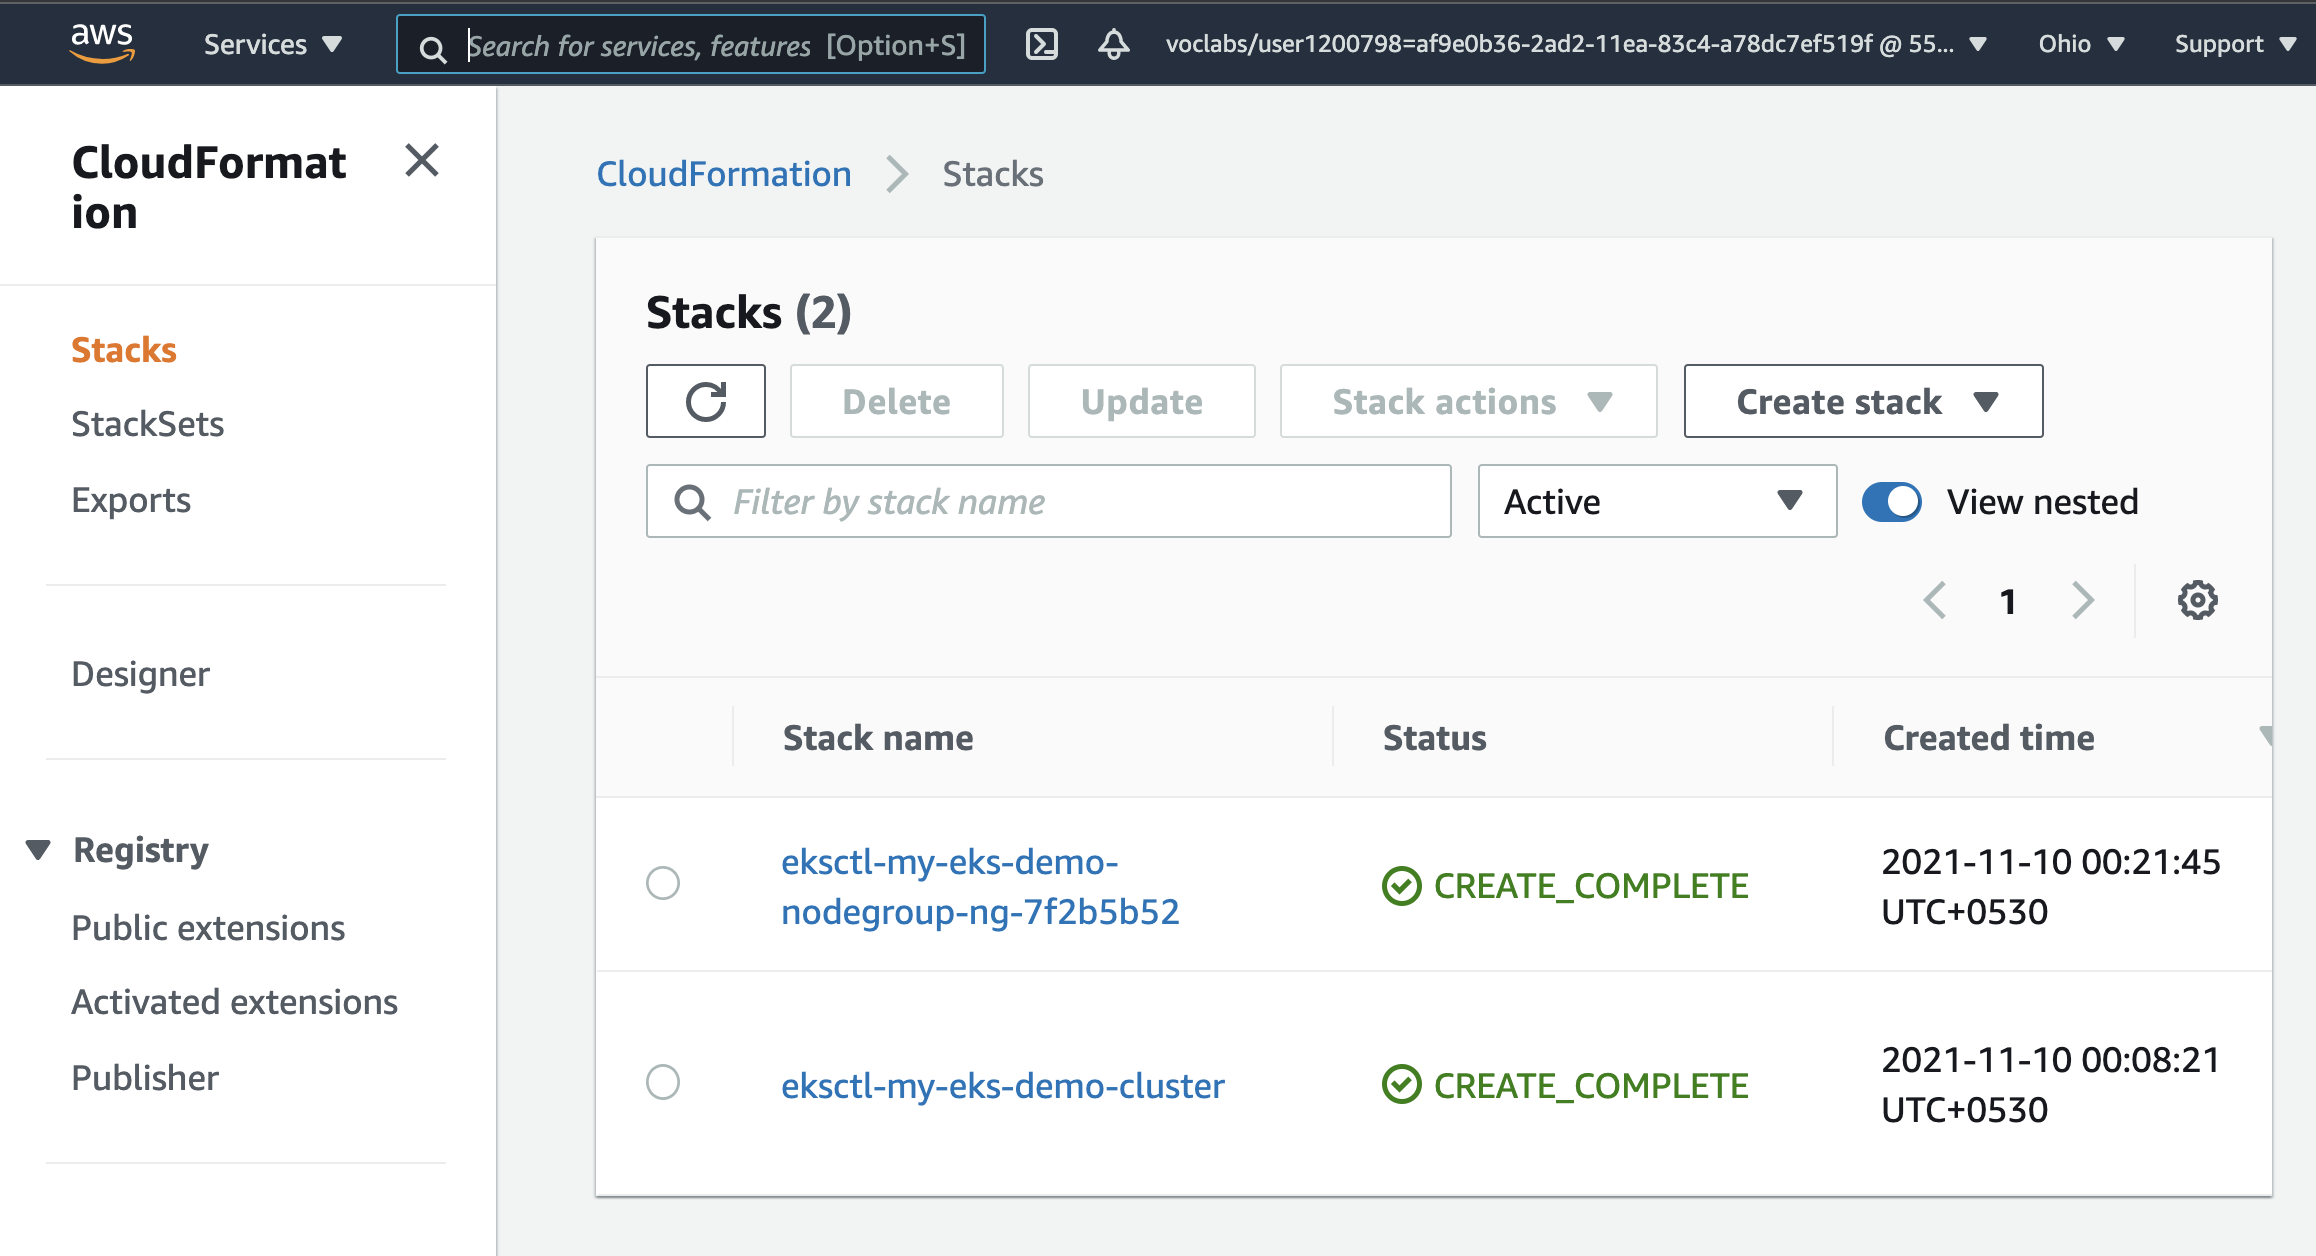 aws
Services
Search for services, features [Option+S]
voclabs/user1200798=af9e0b36-2ad2-11ea-83c4-a78dc7ef519f @ 55...
Ohio
Support
CloudFormat
ion
Stacks
StackSets
Exports
Designer
Registry
Public extensions
Activated extensions
Publisher
CloudFormation
Stacks
Stacks (2)
Delete
Update
Stack actions
Create stack
Filter by stack name
Active
View nested
1
Stack name
Status
Created time
eksctl-my-eks-demo-
nodegroup-ng-7f2b5b52
CREATE_COMPLETE
2021-11-10 00:21:45
UTC+0530
eksctl-my-eks-demo-cluster
CREATE_COMPLETE
2021-11-10 00:08:21
UTC+0530